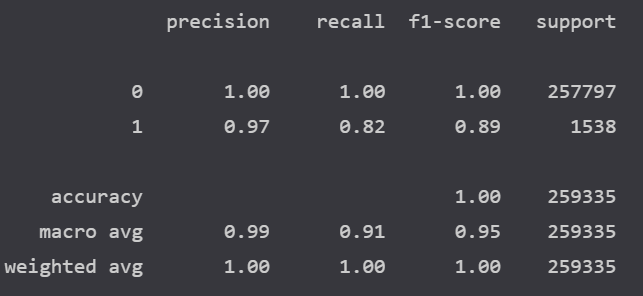 precision recall f1-score support
0 1.00 1.00 1.00 257797
1 0.97 0.82 0.89 1538
accuracy 1.00 259335
macro avg 0.99 0.91 0.95 259335
weighted avg 1.00 1.00 1.00 259335